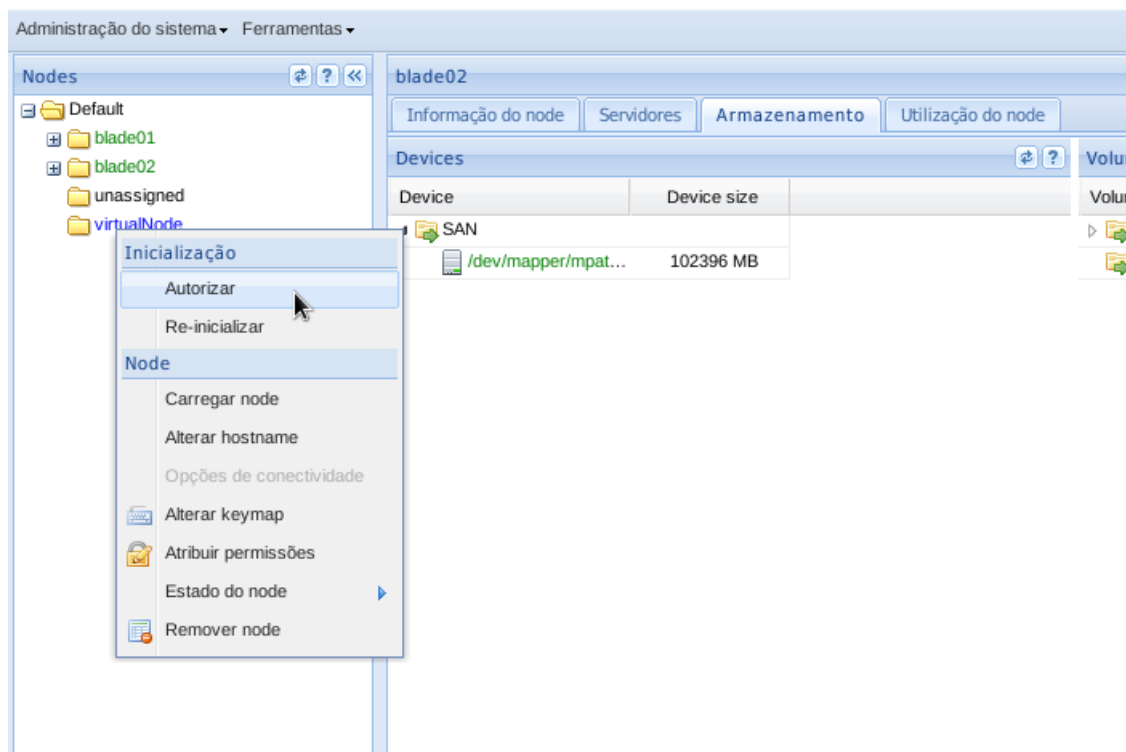 Administração do sistema Ferramentas
Nodes
Default
blade01
blade02
unassigned
virtualNode
Inicialização
Autorizar
Re-inicializar
Node
Carregar node
Alterar hostname
Opções de conectividade
Alterar keymap
Atribuir permissões
Estado do node
Remover node
blade02
Informação do node Servidores Armazenamento Utilização do node
Devices
Device Device size
SAN
/dev/mapper/mpat... 102396 MB
Volu
Volu